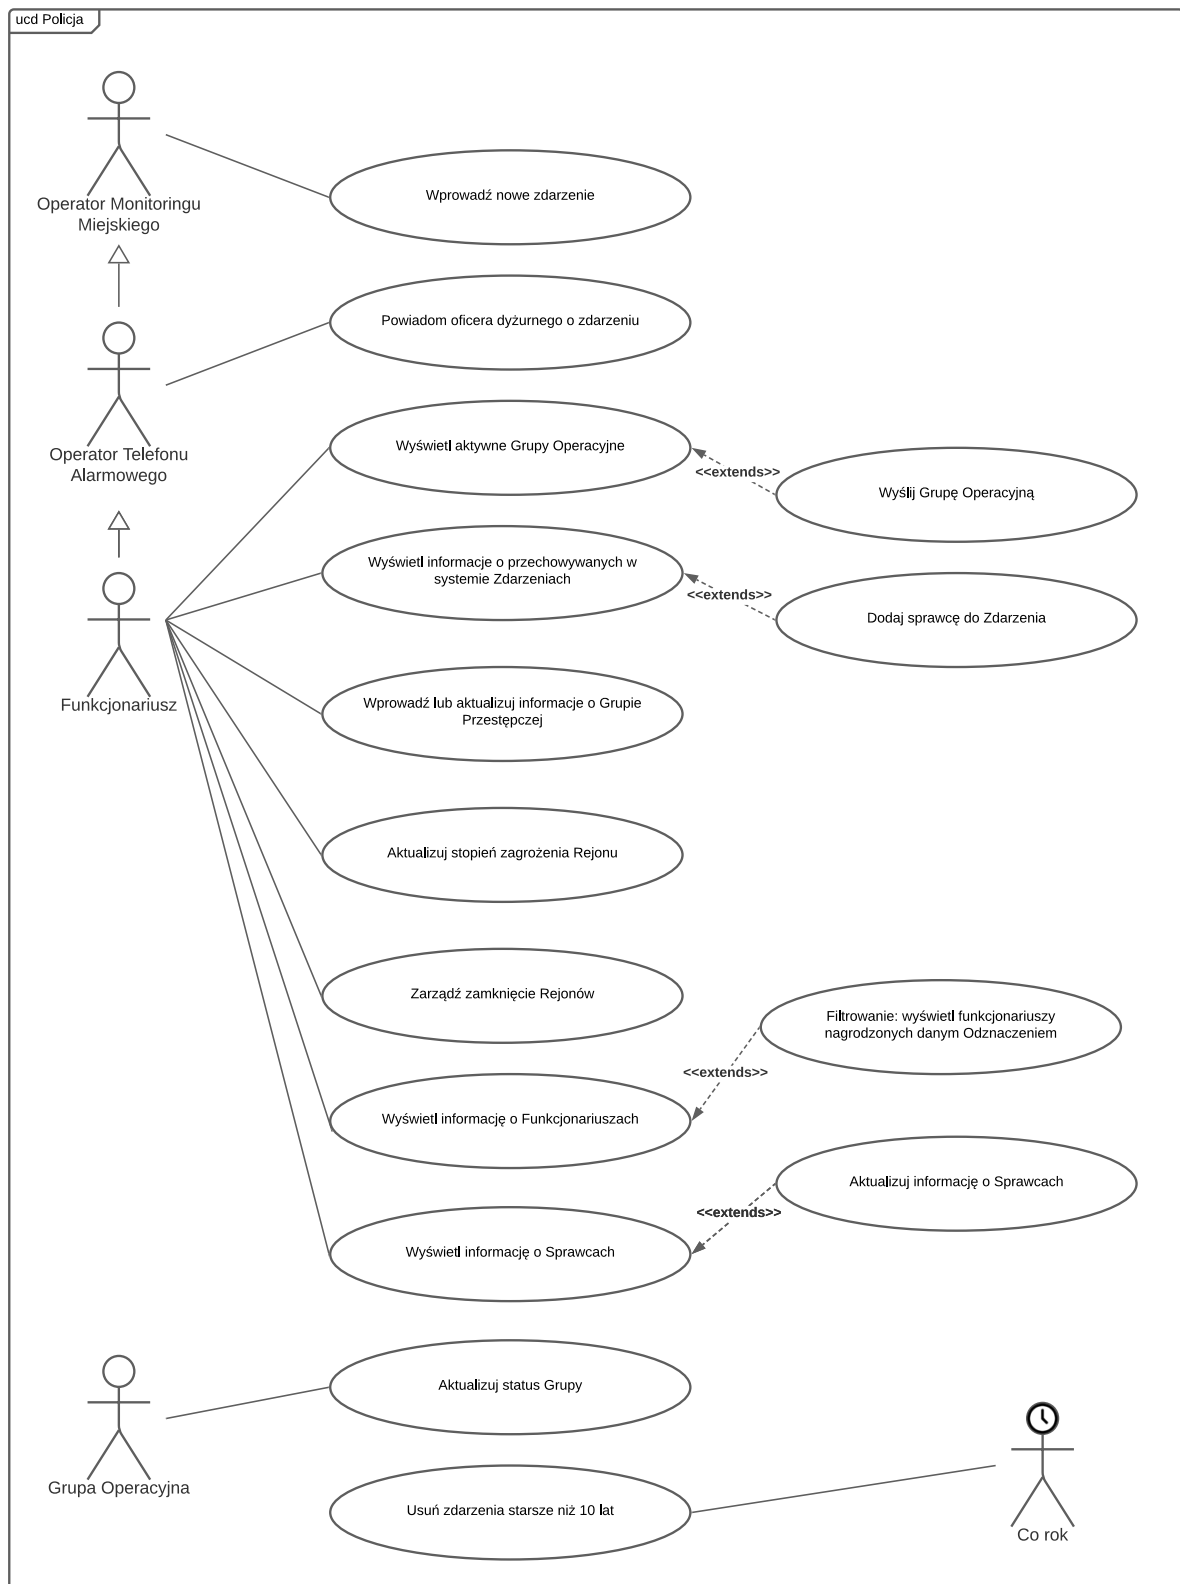 ucd Policja
Operator Monitoringu
Miejskiego
Wprowadź nowe zdarzenie
Powiadom oficera dyżurnego o zdarzeniu
Operator Telefonu
Alarmowego
Wyświetl aktywne Grupy Operacyjne
<<extends>>
Wyślij Grupę Operacyjną
Funkcjonariusz
Wyświetl informacje o przechowywanych w
systemie Zdarzeniach
<<extends>>
Dodaj sprawcę do Zdarzenia
Wprowadź lub aktualizuj informacje o Grupie
Przestępczej
Aktualizuj stopień zagrożenia Rejonu
Zarządź zamknięcie Rejonów
Filtrowanie: wyświetl funkcjonariuszy
nagrodzonych danym Odznaczeniem
<<extends>>
Wyświetl informację o Funkcjonariuszach
Aktualizuj informację o Sprawcach
<<extends>>
Wyświetl informację o Sprawcach
Aktualizuj status Grupy
Grupa Operacyjna
Usuń zdarzenia starsze niż 10 lat
Co rok